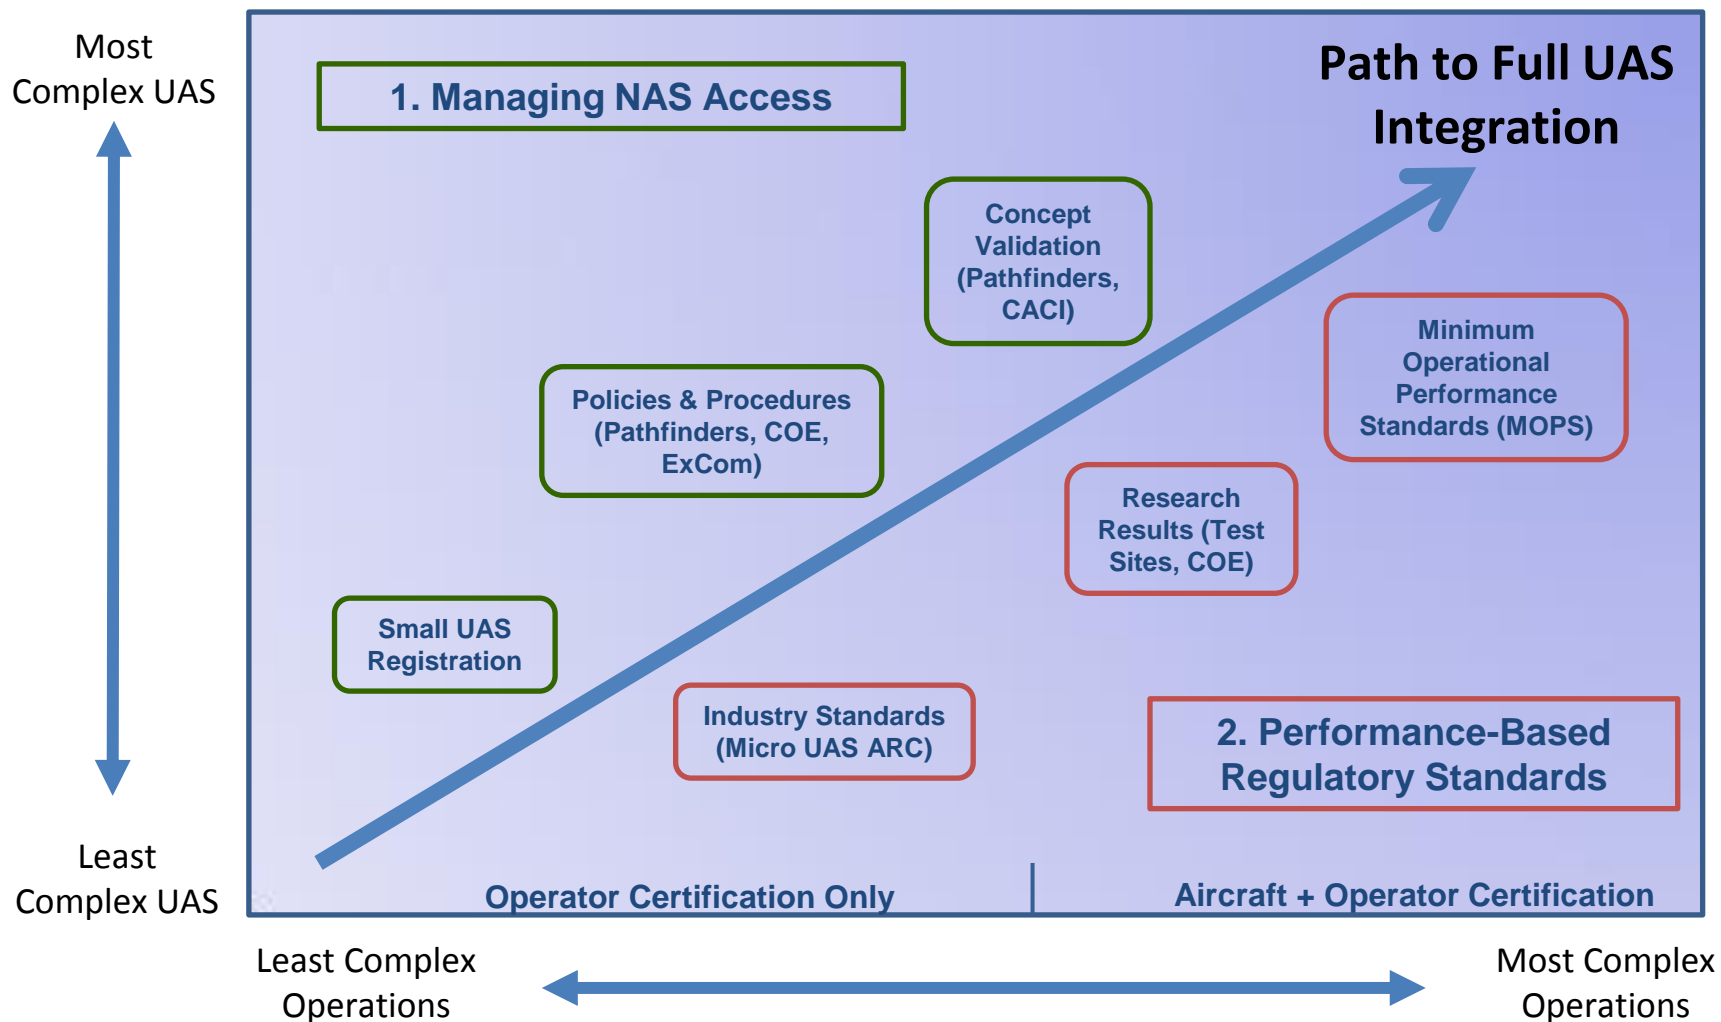 Most
Complex UAS
Path to Full UAS
Integration
1. Managing NAS Access
Concept
Validation
(Pathfinders,
CACI)
Minimum
Operational
Performance
Standards (MOPS)
Policies & Procedures
(Pathfinders, COE,
ExCom)
Research
Results (Test
Sites, COE)
Small UAS
Registration
Industry Standards
(Micro UAS ARC)
2. Performance-Based
Regulatory Standards
Least
Complex UAS
Operator Certification Only
Aircraft + Operator Certification
Least Complex
Operations
Most Complex
Operations